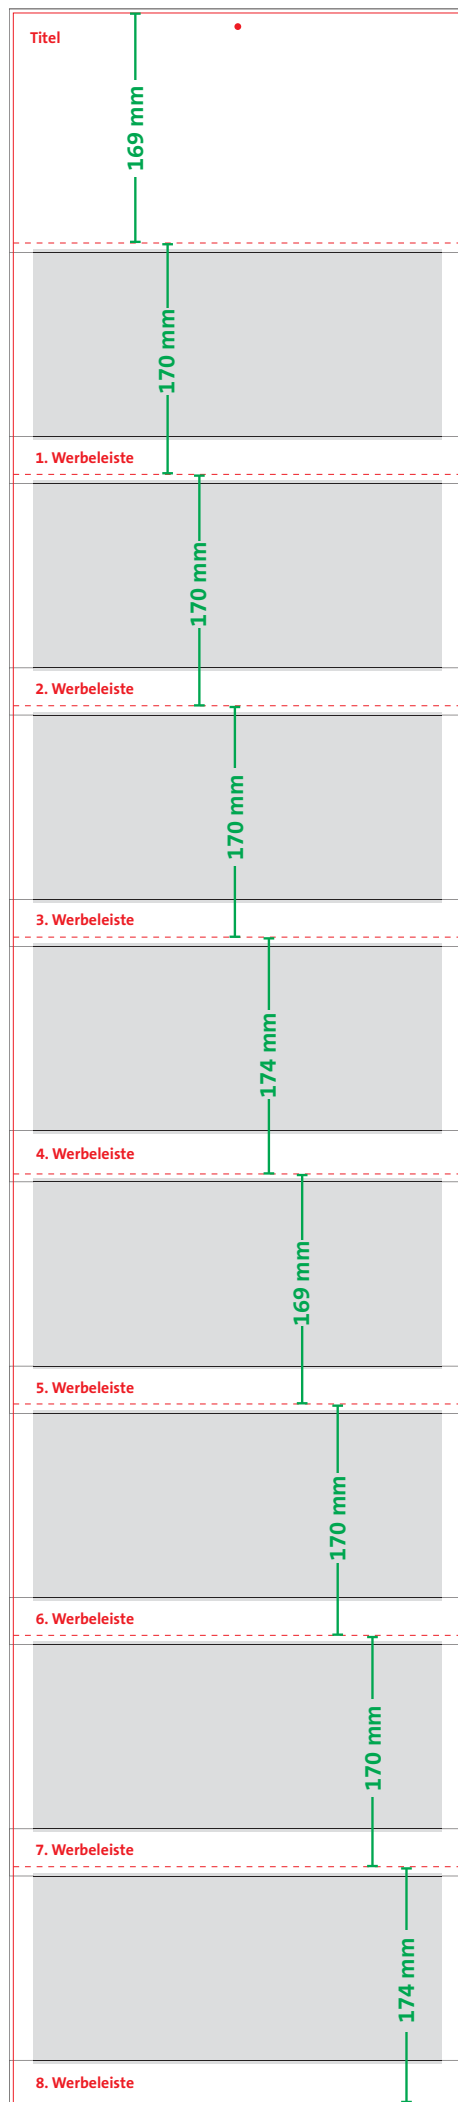 Titel
169 mm
170 mm
1. Werbeleiste
170 mm
2. Werbeleiste
170 mm
3. Werbeleiste
174 mm
4. Werbeleiste
169 mm
5. Werbeleiste
170 mm
6. Werbeleiste
170 mm
7. Werbeleiste
174 mm
8. Werbeleiste